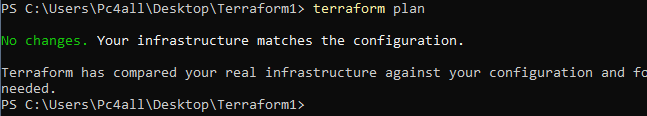 PS C:\Users\Pc4all\Desktop\Terraform1> terraform plan
No changes. Your infrastructure matches the configuration.
Terraform has compared your real infrastructure against your configuration and fo
needed.
PS C:\Users\Pc4all\Desktop\Terraform1>